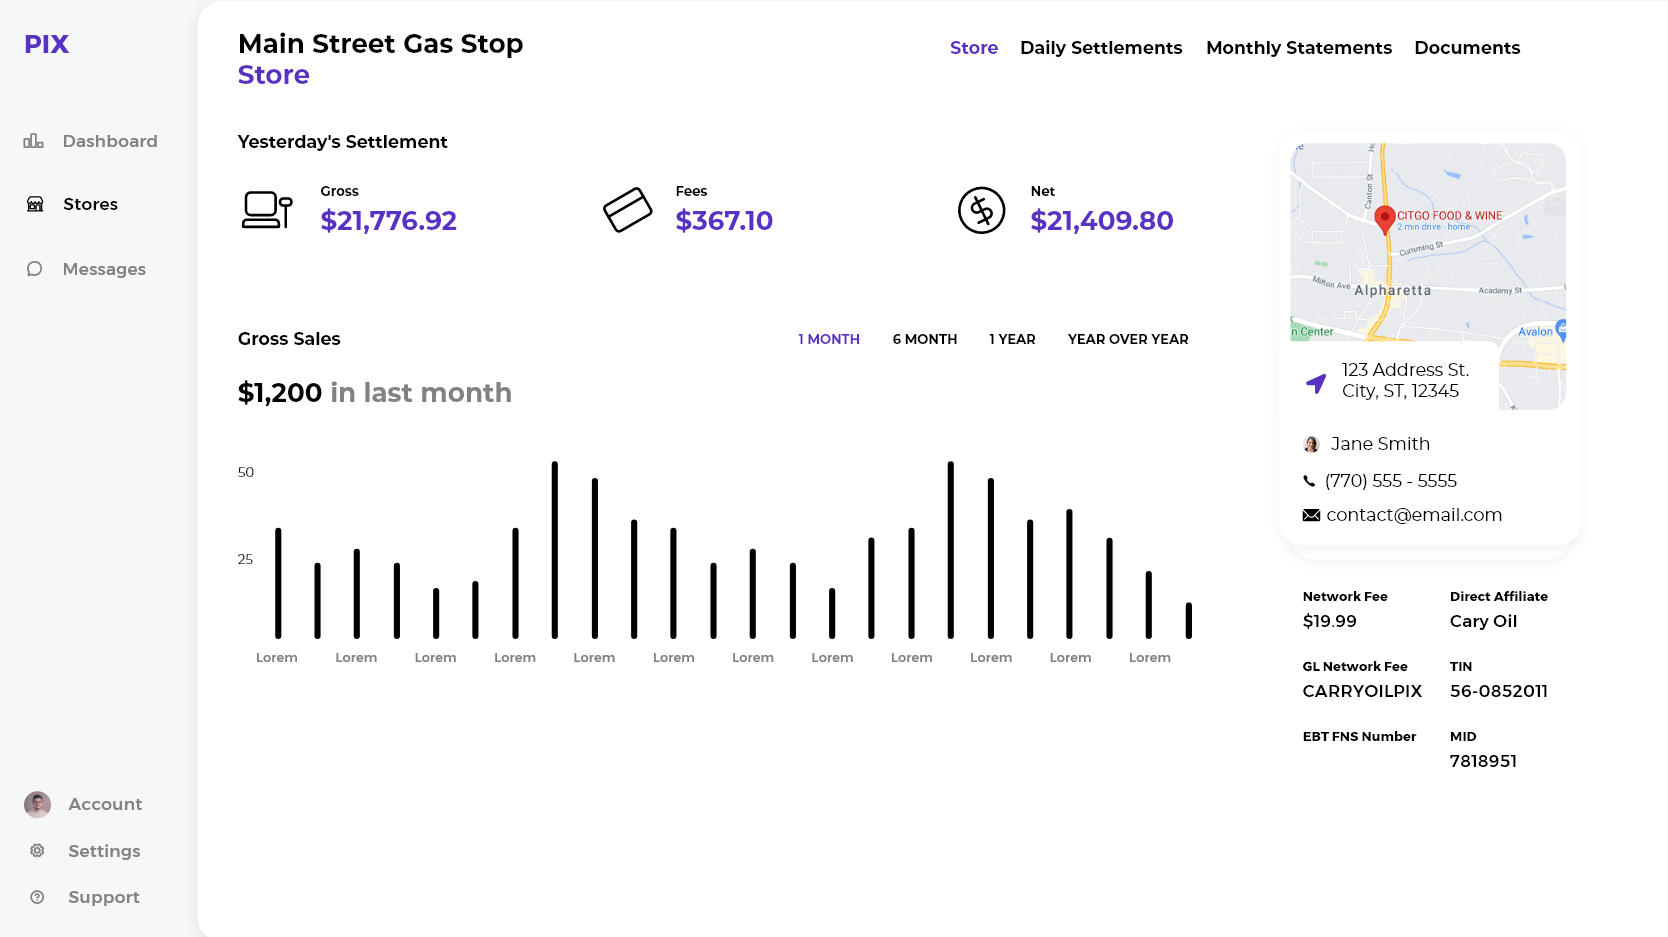 PIX
Dashboard
Stores
Messages
Account
Settings
Support
Main Street Gas Stop
Store
Store Daily Settlements Monthly Statements Documents
Yesterday's Settlement
Gross
$21,776.92
Fees
$367.10
Net
$21,409.80
Gross Sales
1 MONTH 6 MONTH 1 YEAR YEAR OVER YEAR
$1,200 in last month
50
25
Lorem Lorem Lorem Lorem Lorem Lorem Lorem Lorem Lorem Lorem Lorem Lorem
Canton St
CITGO FOOD & WINE
2 min drive - home
Cumming St
Milton Ave
Alpharetta
Academy St
n Center
Avalon
123 Address St.
City, ST, 12345
Jane Smith
(770) 555 - 5555
contact@email.com
Network Fee
$19.99
Direct Affiliate
Cary Oil
GL Network Fee
CARRYOILPIX
TIN
56-0852011
EBT FNS Number
MID
7818951